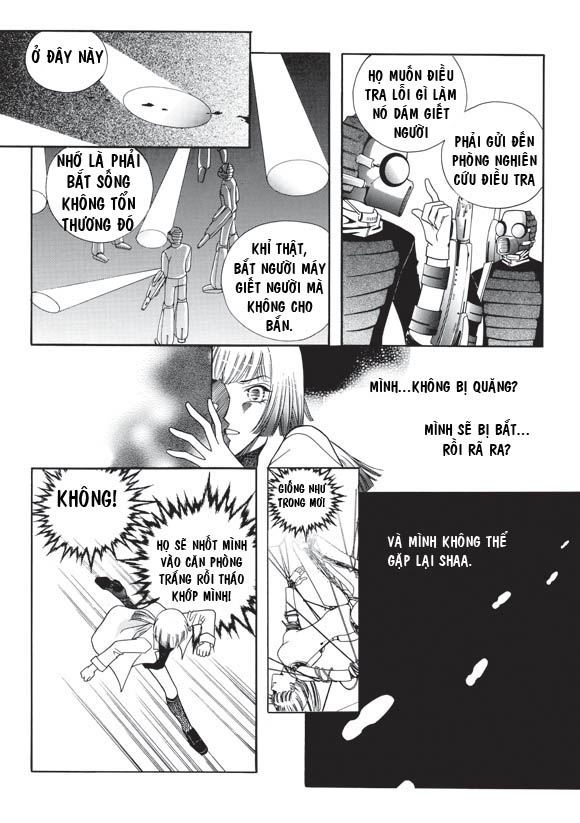 Ở ĐÂY NÀY
NHỚ LÀ PHẢI
BẮT SỐNG
KHÔNG TỔN
THƯƠNG ĐÓ
KHỈ THẬT,
BẮT NGƯỜI MÁY
GIẾT NGƯỜI MÀ
KHÔNG CHO
BẮN.
HỌ MUỐN ĐIỀU
TRA LỖI GÌ LÀM
NÓ DÁM GIẾT
NGƯỜI
PHẢI GỬI ĐẾN
PHÒNG NGHIÊN
CỨU ĐIỀU TRA
MÌNH...KHÔNG BỊ QUĂNG?
MÌNH SẼ BỊ BẮT...
RỒI RÃ RA?
KHÔNG!
HỌ SẼ NHỐT MÌNH
VÀO CĂN PHÒNG
TRẮNG RỒI THÁO
KHỚP MÌNH!
GIỐNG NHƯ
TRONG MƠI
VÀ MÌNH KHÔNG THỂ
GẶP LẠI SHAA.